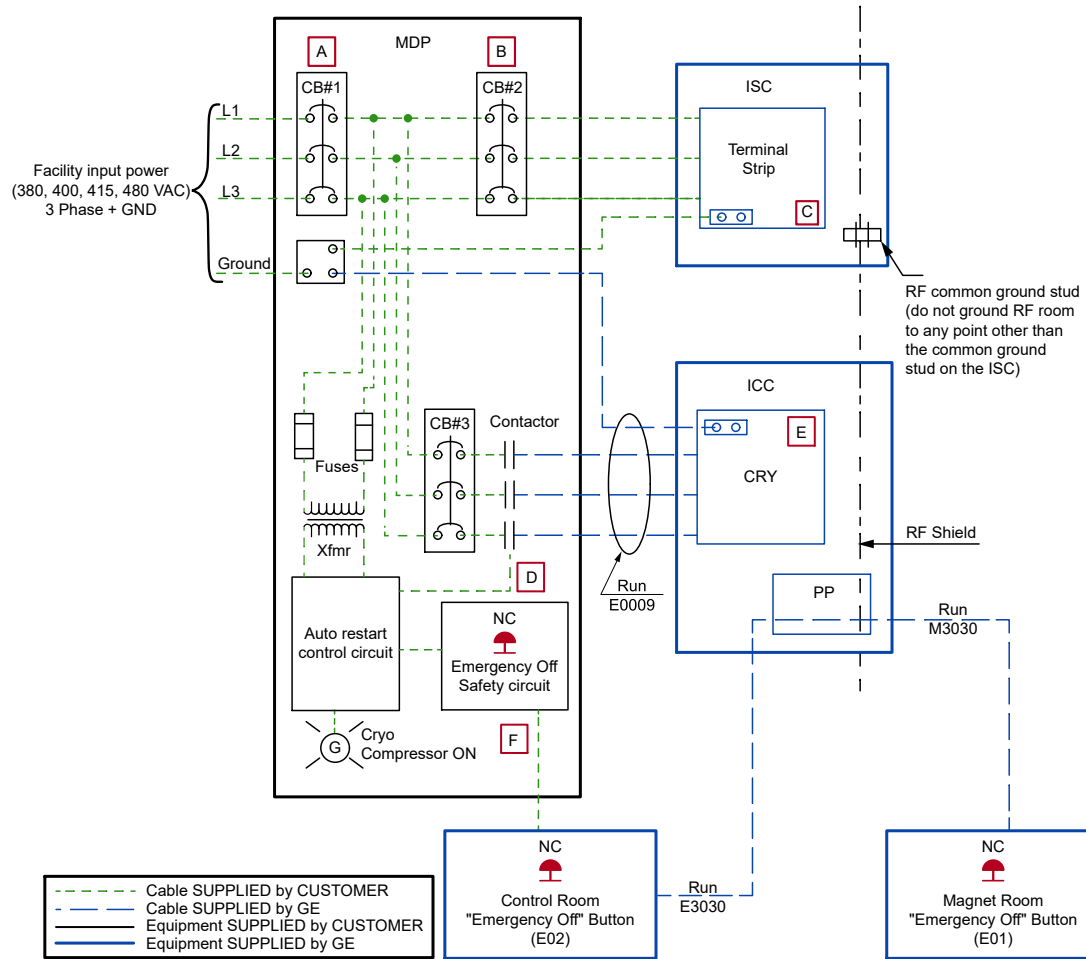 MDP
A
B
CB#1
CB#2
ISC
L1
L2
L3
Facility input power
(380, 400, 415, 480 VAC)
3 Phase + GND
Terminal
Strip
C
Ground
RF common ground stud
(do not ground RF room
to any point other than
the common ground
stud on the ISC)
ICC
CB#3
Contactor
E
CRY
Fuses
Xfmr
RF Shield
D
Run
E0009
PP
Run
M3030
Auto restart
control circuit
NC
Emergency Off
Safety circuit
F
G
Cryo
Compressor ON
NC
Control Room
"Emergency Off" Button
(E02)
Run
E3030
NC
Magnet Room
"Emergency Off" Button
(E01)
Cable SUPPLIED by CUSTOMER
Cable SUPPLIED by GE
Equipment SUPPLIED by CUSTOMER
Equipment SUPPLIED by GE